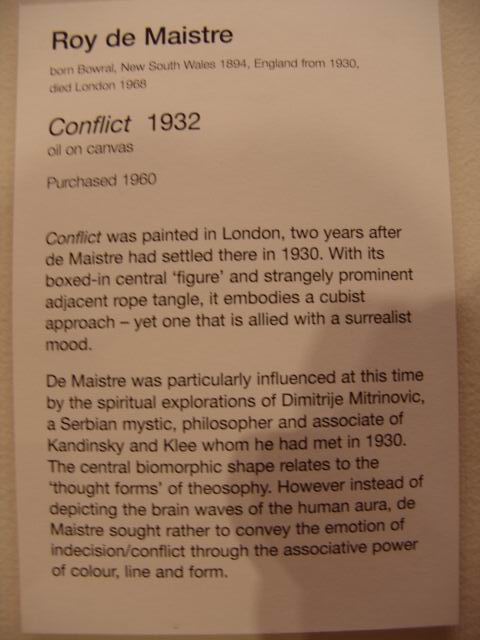 Roy de Maistre
born Bowral, New South Wales 1894, England from 1930,
died London 1968
Conflict 1932
oil on canvas
Purchased 1960
Conflict was painted in London, two years after
de Maistre had settled there in 1930. With its
boxed-in central 'figure' and strangely prominent
adjacent rope tangle, it embodies a cubist
approach – yet one that is allied with a surrealist
mood.
De Maistre was particularly influenced at this time
by the spiritual explorations of Dimitrije Mitrinovic,
a Serbian mystic, philosopher and associate of
Kandinsky and Klee whom he had met in 1930.
The central biomorphic shape relates to the
'thought forms' of theosophy. However instead of
depicting the brain waves of the human aura, de
Maistre sought rather to convey the emotion of
indecision/conflict through the associative power
of colour, line and form.